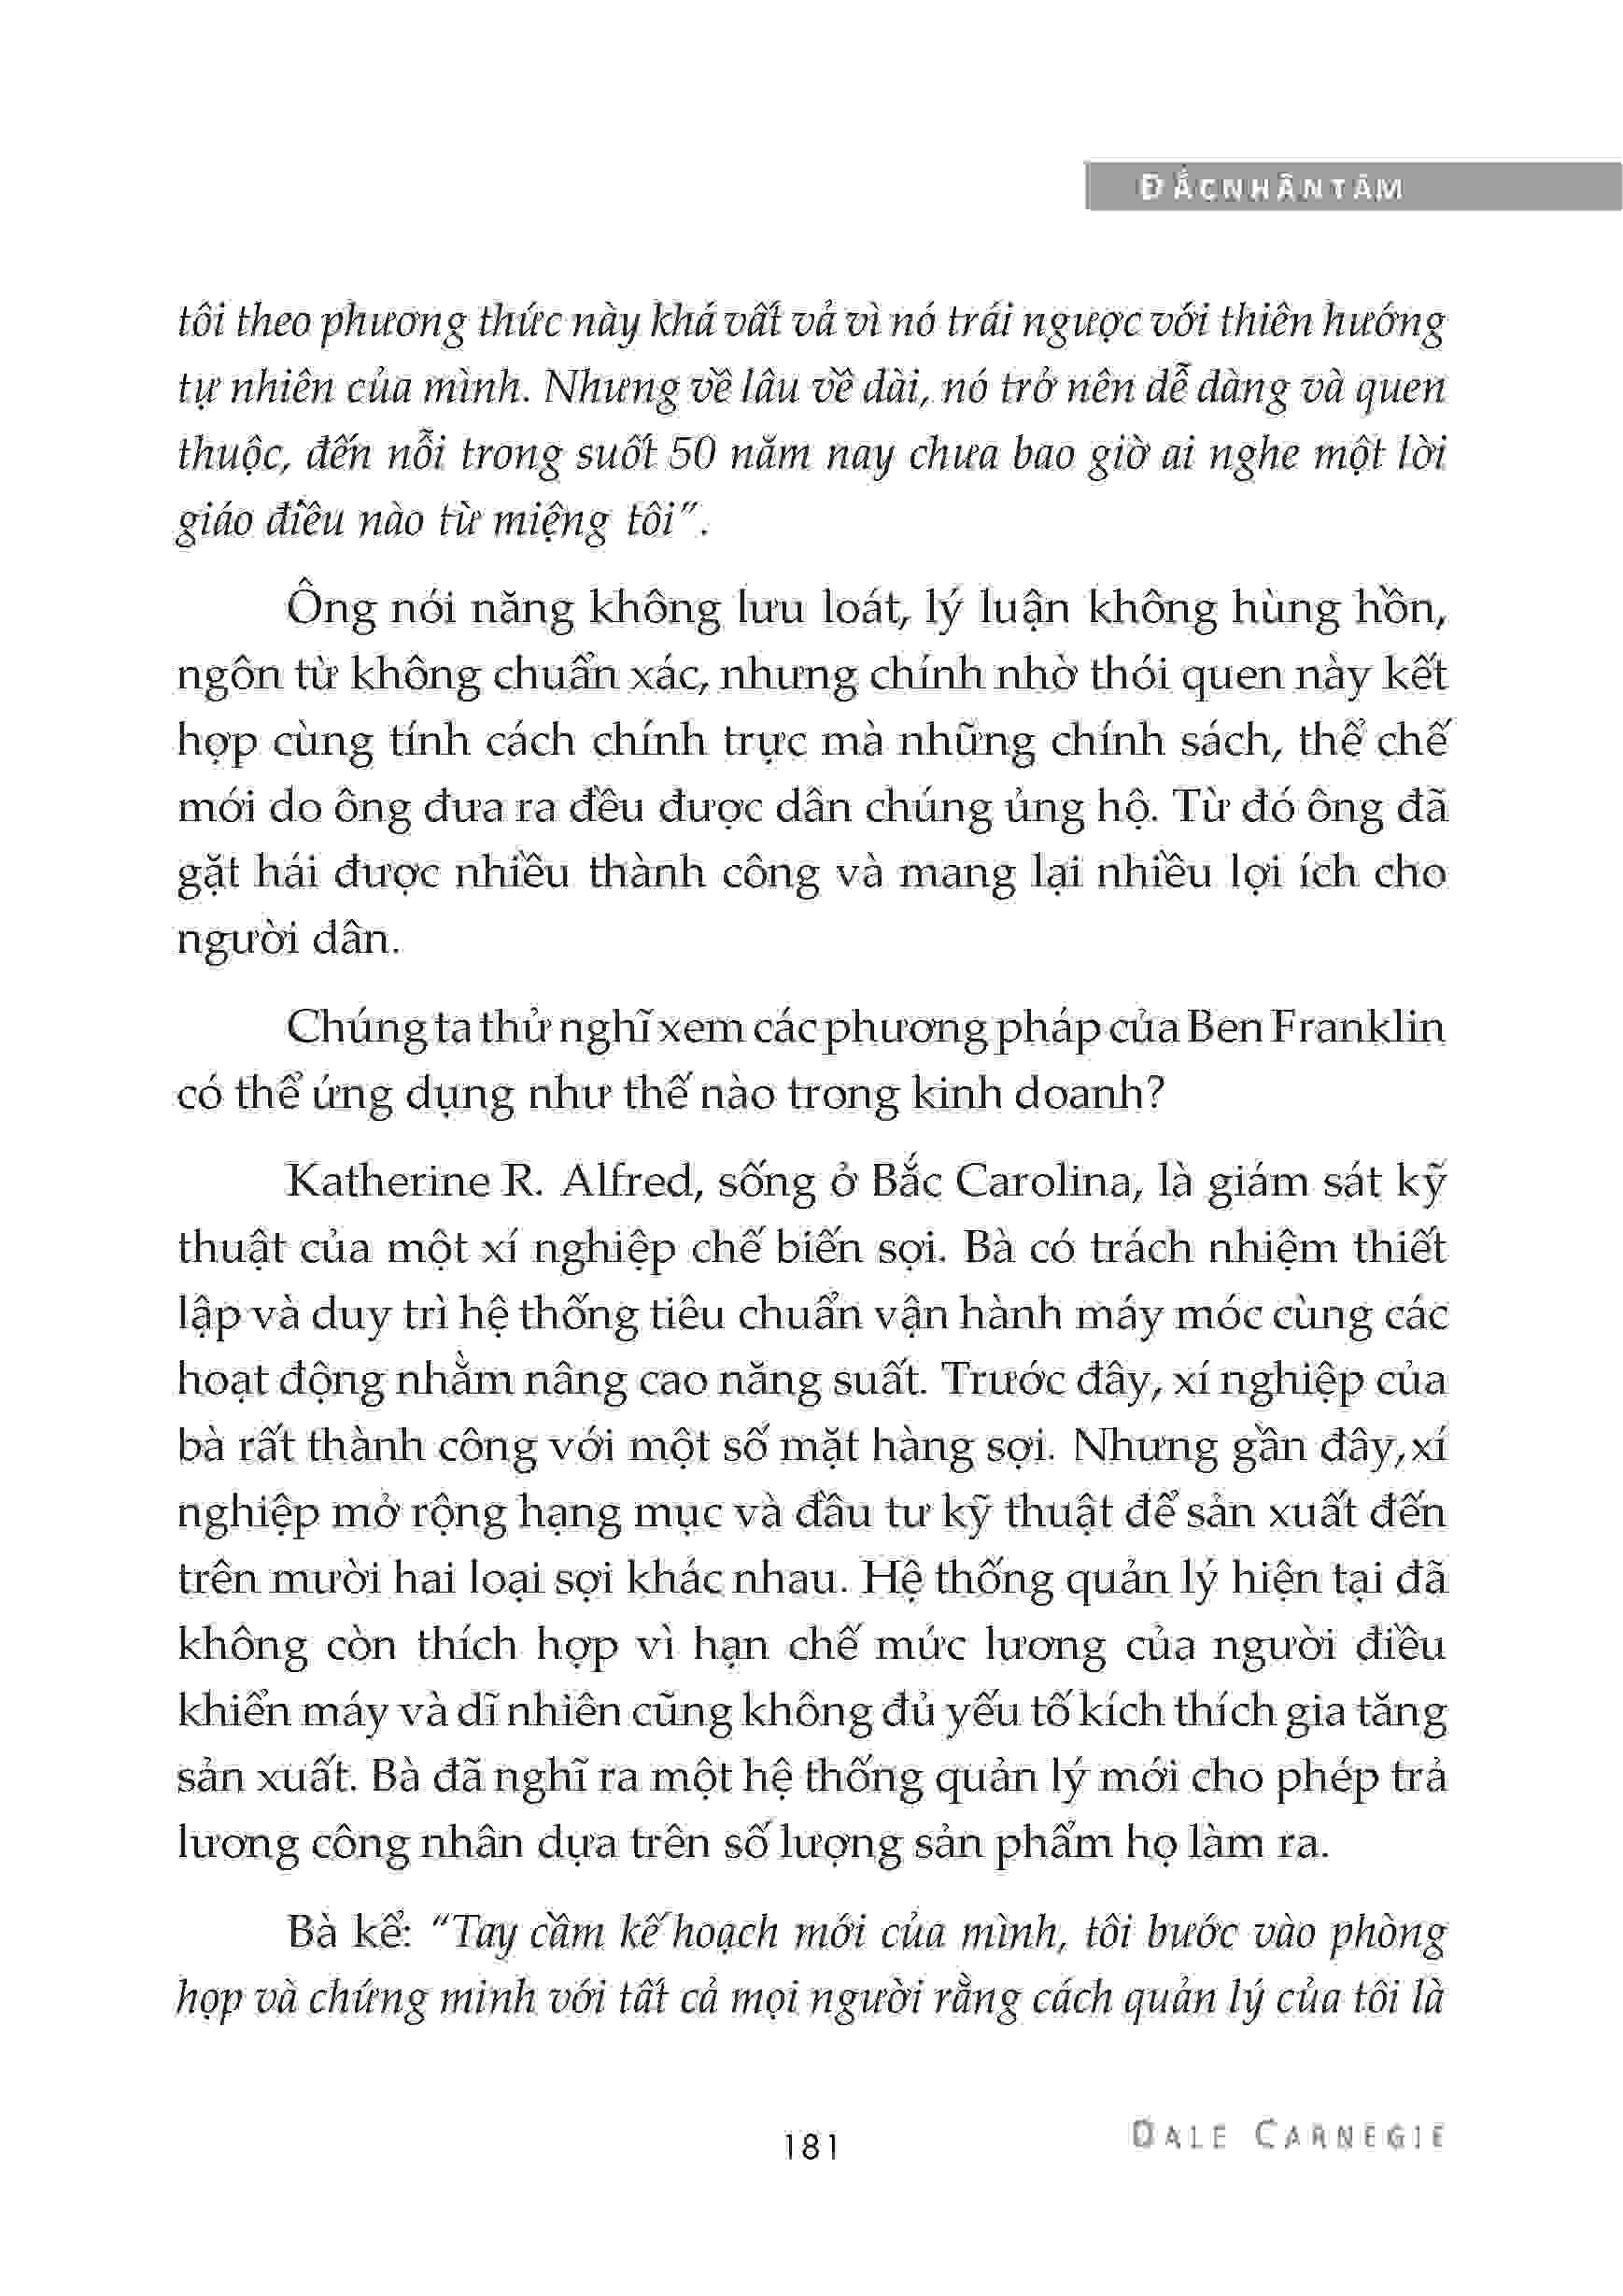 ĐẮCNHÂNTÂM
tôi theo phương thức này khá vất vả vì nó trái ngược với thiên hướng
tự nhiên của mình. Nhưng về lâu về dài, nó trở nên dễ dàng và quen
thuộc, đến nỗi trong suốt 50 năm nay chưa bao giờ ai nghe một lời
giáo điều nào từ miệng tôi”.
Ông nói năng không lưu loát, lý luận không hùng hồn,
ngôn từ không chuẩn xác, nhưng chính nhờ thói quen này kết
hợp cùng tính cách chính trực mà những chính sách, thể chế
mới do ông đưa ra đều được dân chúng ủng hộ. Từ đó ông đã
gặt hái được nhiều thành công và mang lại nhiều lợi ích cho
người dân.
Chúng ta thử nghĩ xem các phương pháp của Ben Franklin
có thể ứng dụng như thế nào trong kinh doanh?
Katherine R. Alfred, sống ở Bắc Carolina, là giám sát kỹ
thuật của một xí nghiệp chế biến sợi. Bà có trách nhiệm thiết
lập và duy trì hệ thống tiêu chuẩn vận hành máy móc cùng các
hoạt động nhằm nâng cao năng suất. Trước đây, xí nghiệp của
bà rất thành công với một số mặt hàng sợi. Nhưng gần đây, xí
nghiệp mở rộng hạng mục và đầu tư kỹ thuật để sản xuất đến
trên mười hai loại sợi khác nhau. Hệ thống quản lý hiện tại đã
không còn thích hợp vì hạn chế mức lương của người điều
khiển máy và dĩ nhiên cũng không đủ yếu tố kích thích gia tăng
sản xuất. Bà đã nghĩ ra một hệ thống quản lý mới cho phép trả
lương công nhân dựa trên số lượng sản phẩm họ làm ra.
Bà kể: “Tay cầm kế hoạch mới của mình, tôi bước vào phòng
họp và chứng minh với tất cả mọi người rằng cách quản lý của tôi là
181
DALE CARNEGIE